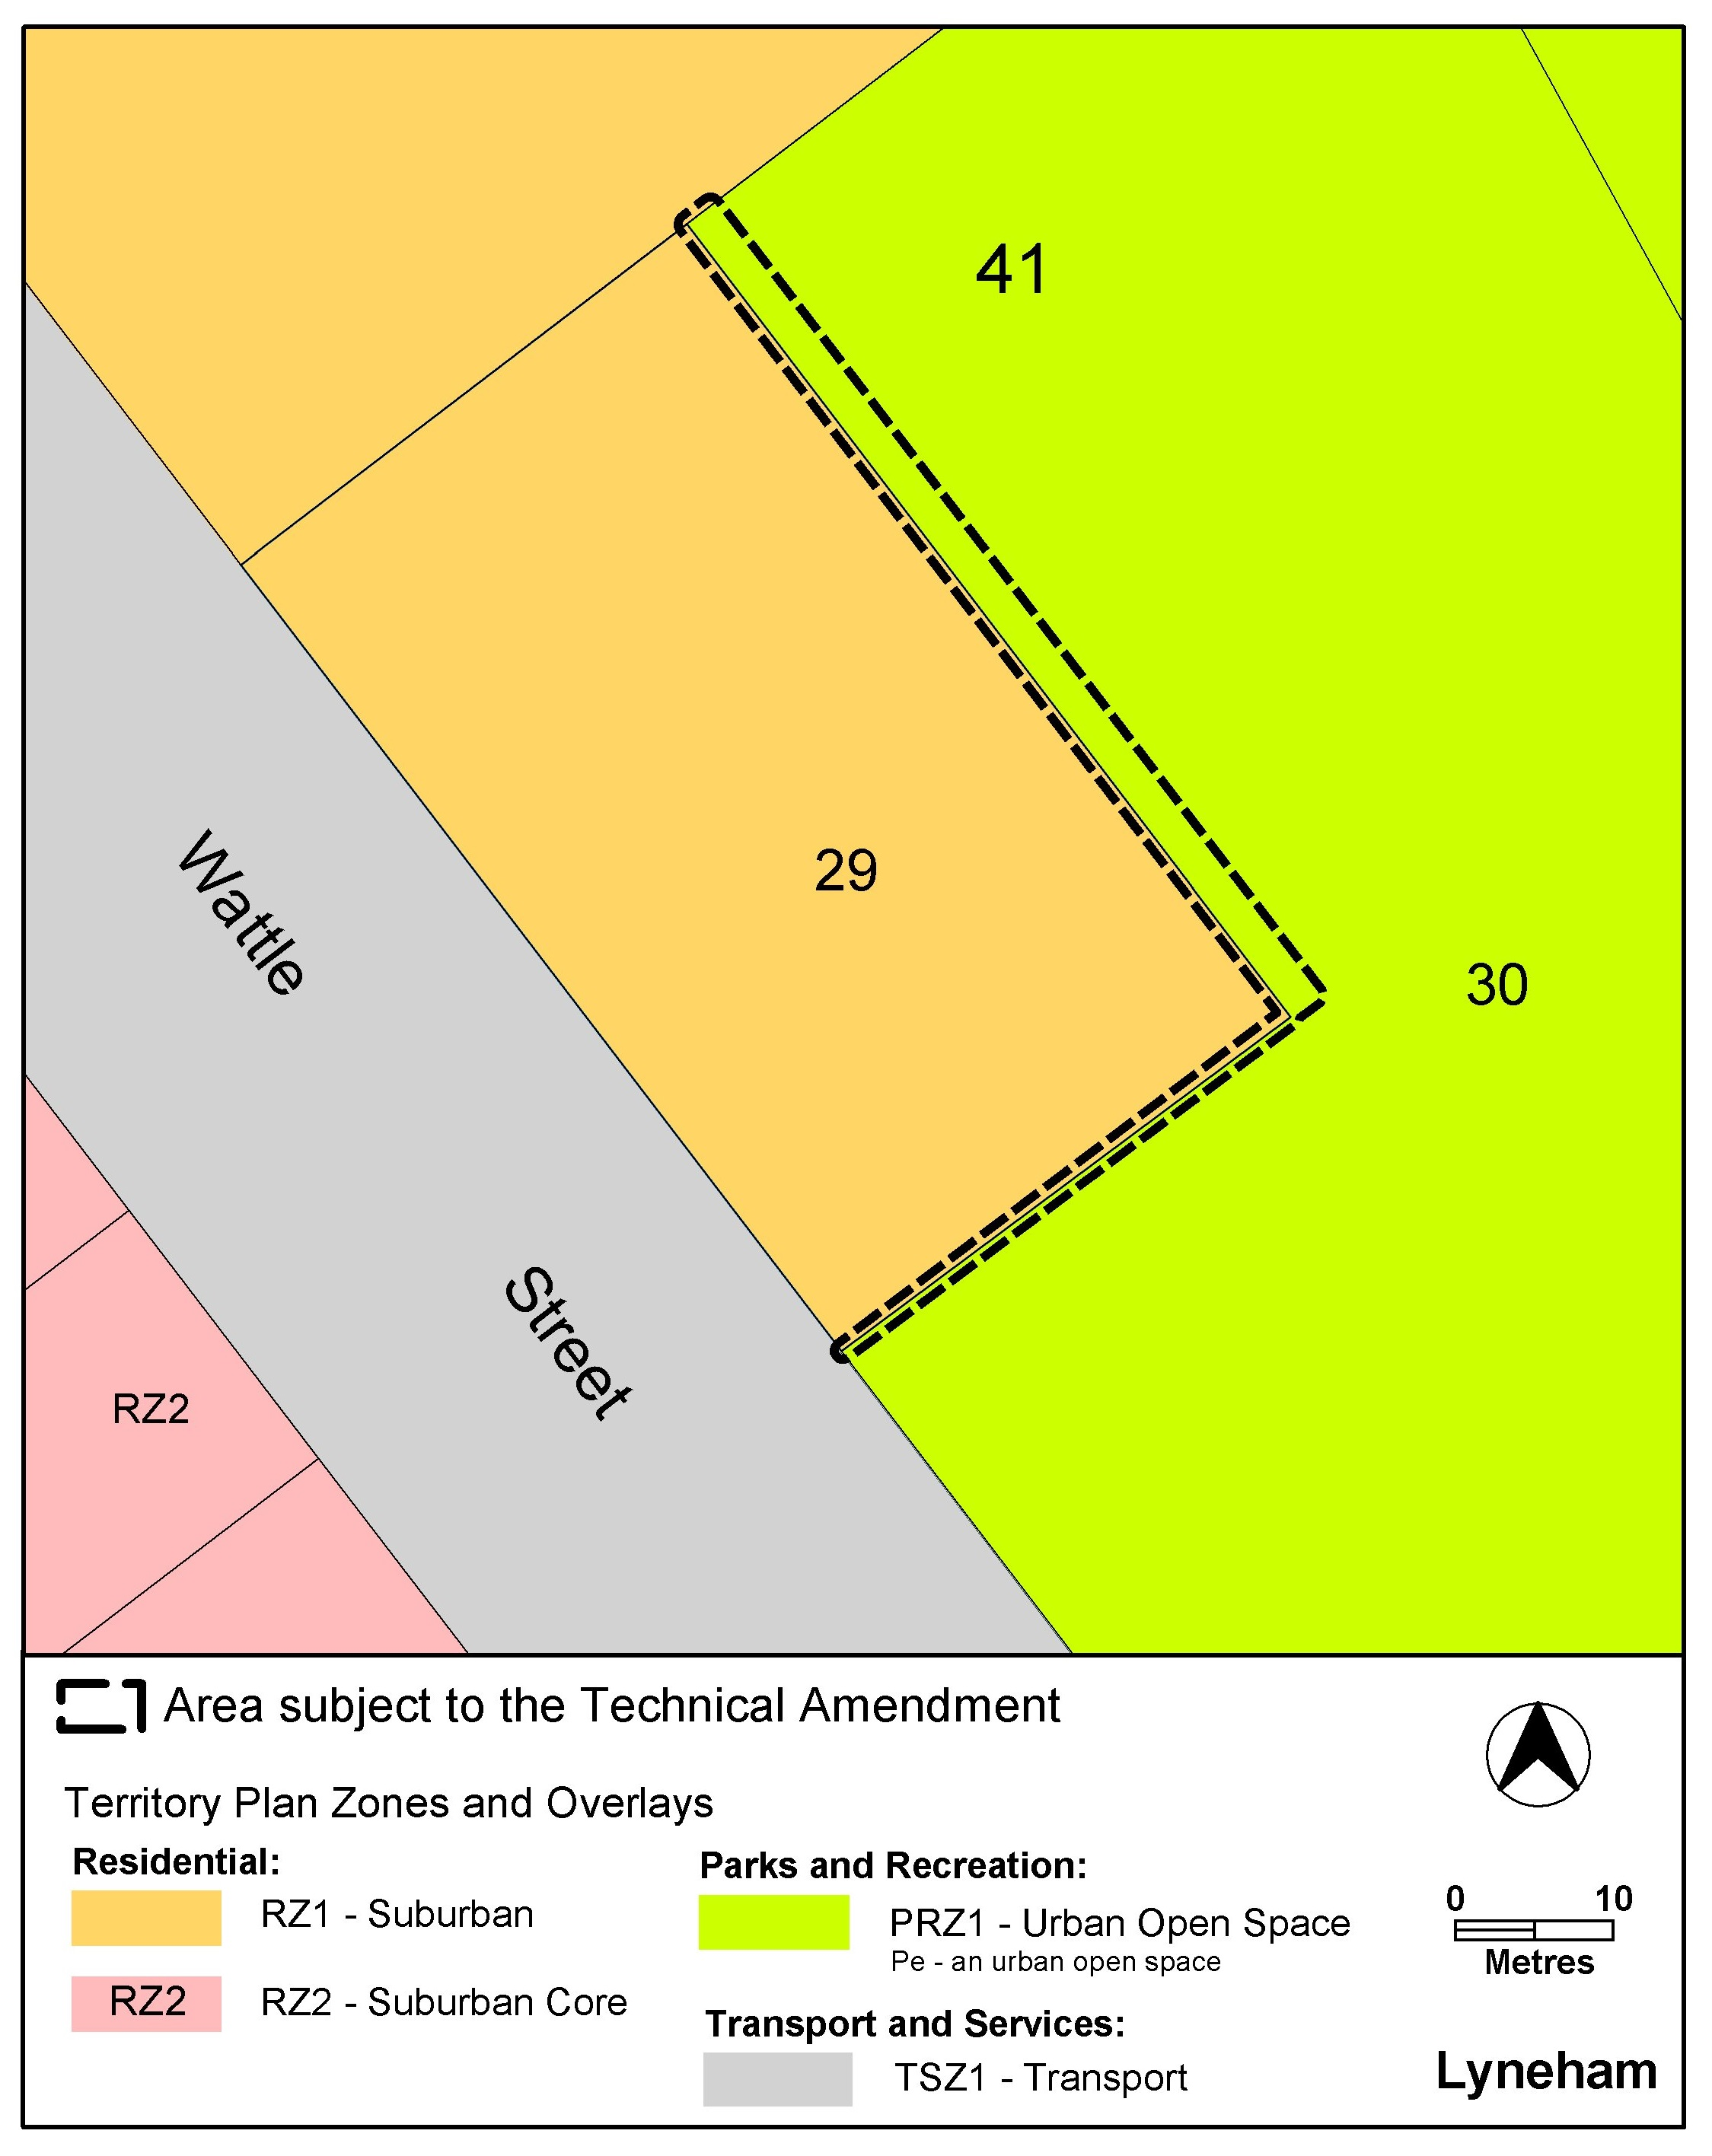 41
29
30
Wattle
Street
RZ2
Area subject to the Technical Amendment
Territory Plan Zones and Overlays
Residential:
RZ1 - Suburban
RZ2
RZ2 - Suburban Core
Parks and Recreation:
PRZ1 - Urban Open Space
Pe - an urban open space
Transport and Services:
TSZ1 - Transport
0 10
Metres
Lyneham